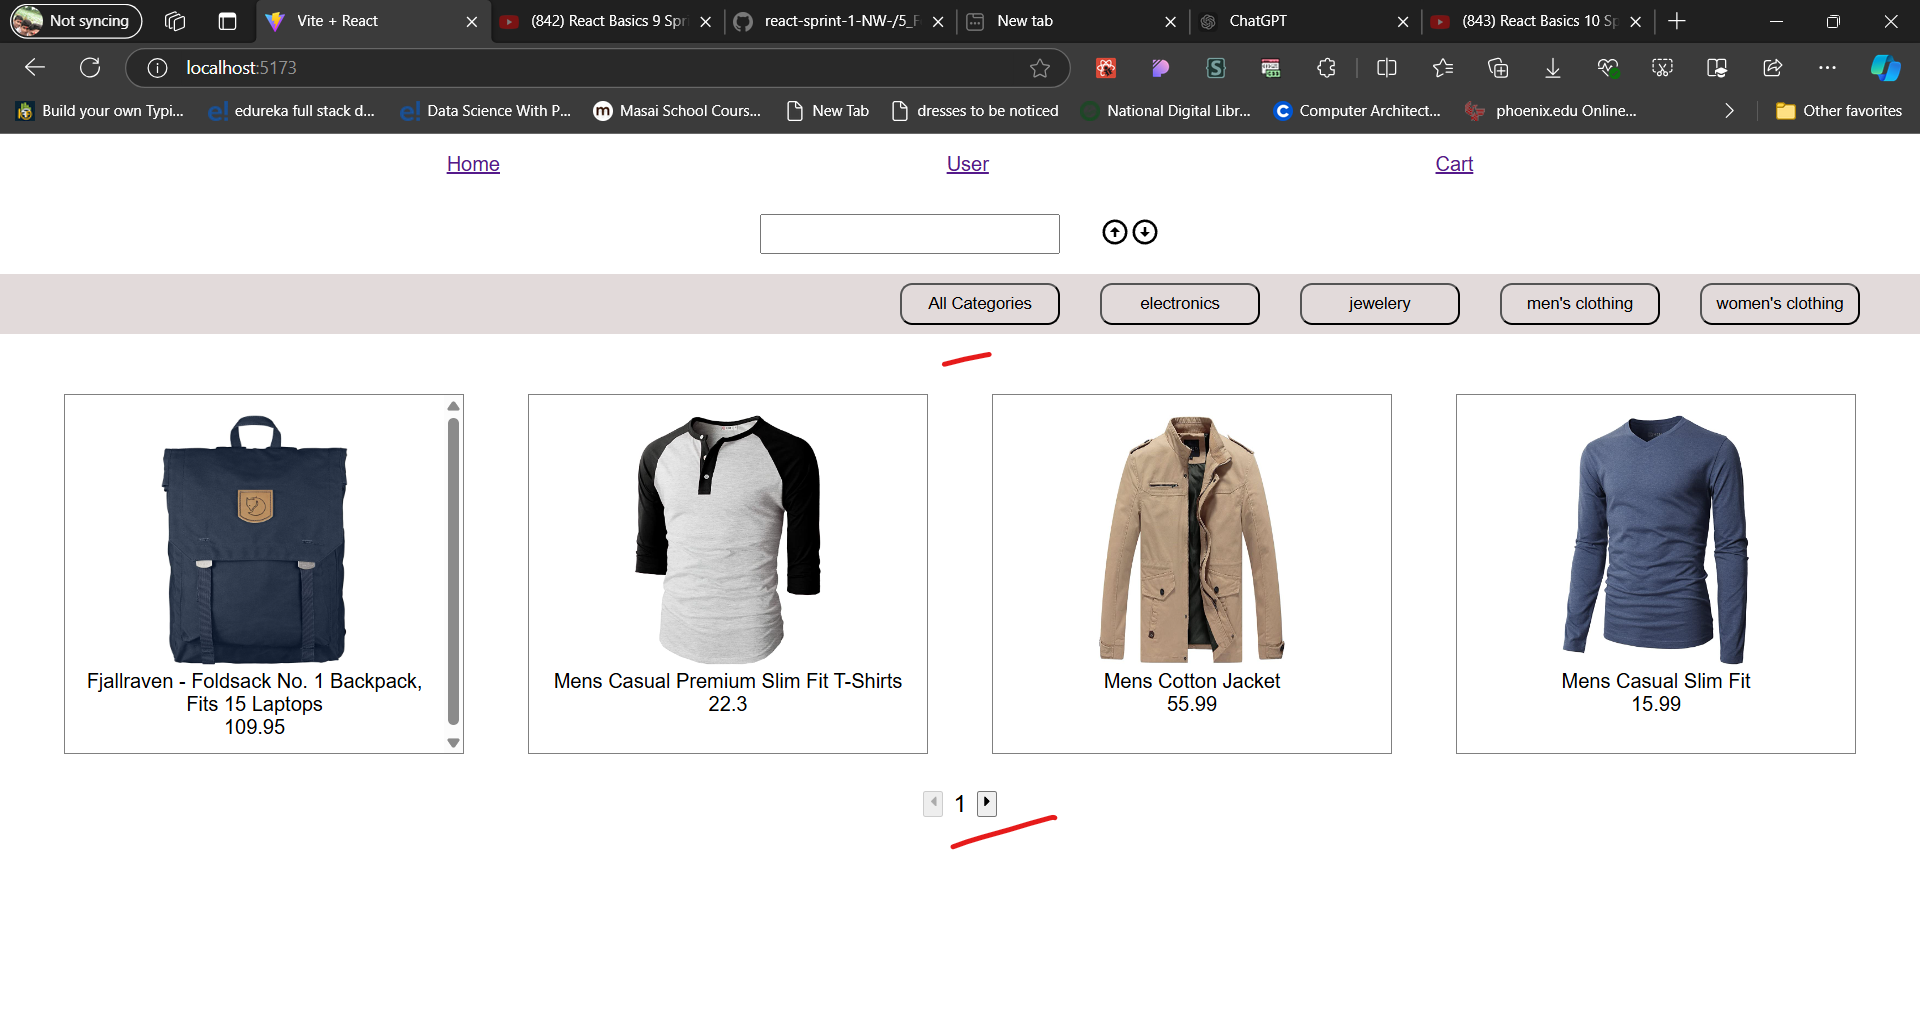 Not syncing
Vite + React
(842) React Basics 9 Spri
react-sprint-1-NW-/5_F
New tab
ChatGPT
(843) React Basics 10 Sp
localhost:5173
Build your own Typi...
edureka full stack d...
Data Science With P...
Masai School Cours...
New Tab
dresses to be noticed
National Digital Libr...
Computer Architect...
phoenix.edu Online...
Other favorites
Home
User
Cart
All Categories
electronics
jewelery
men's clothing
women's clothing
Fjallraven - Foldsack No. 1 Backpack,
Fits 15 Laptops
109.95
Mens Casual Premium Slim Fit T-Shirts
22.3
Mens Cotton Jacket
55.99
Mens Casual Slim Fit
15.99
1